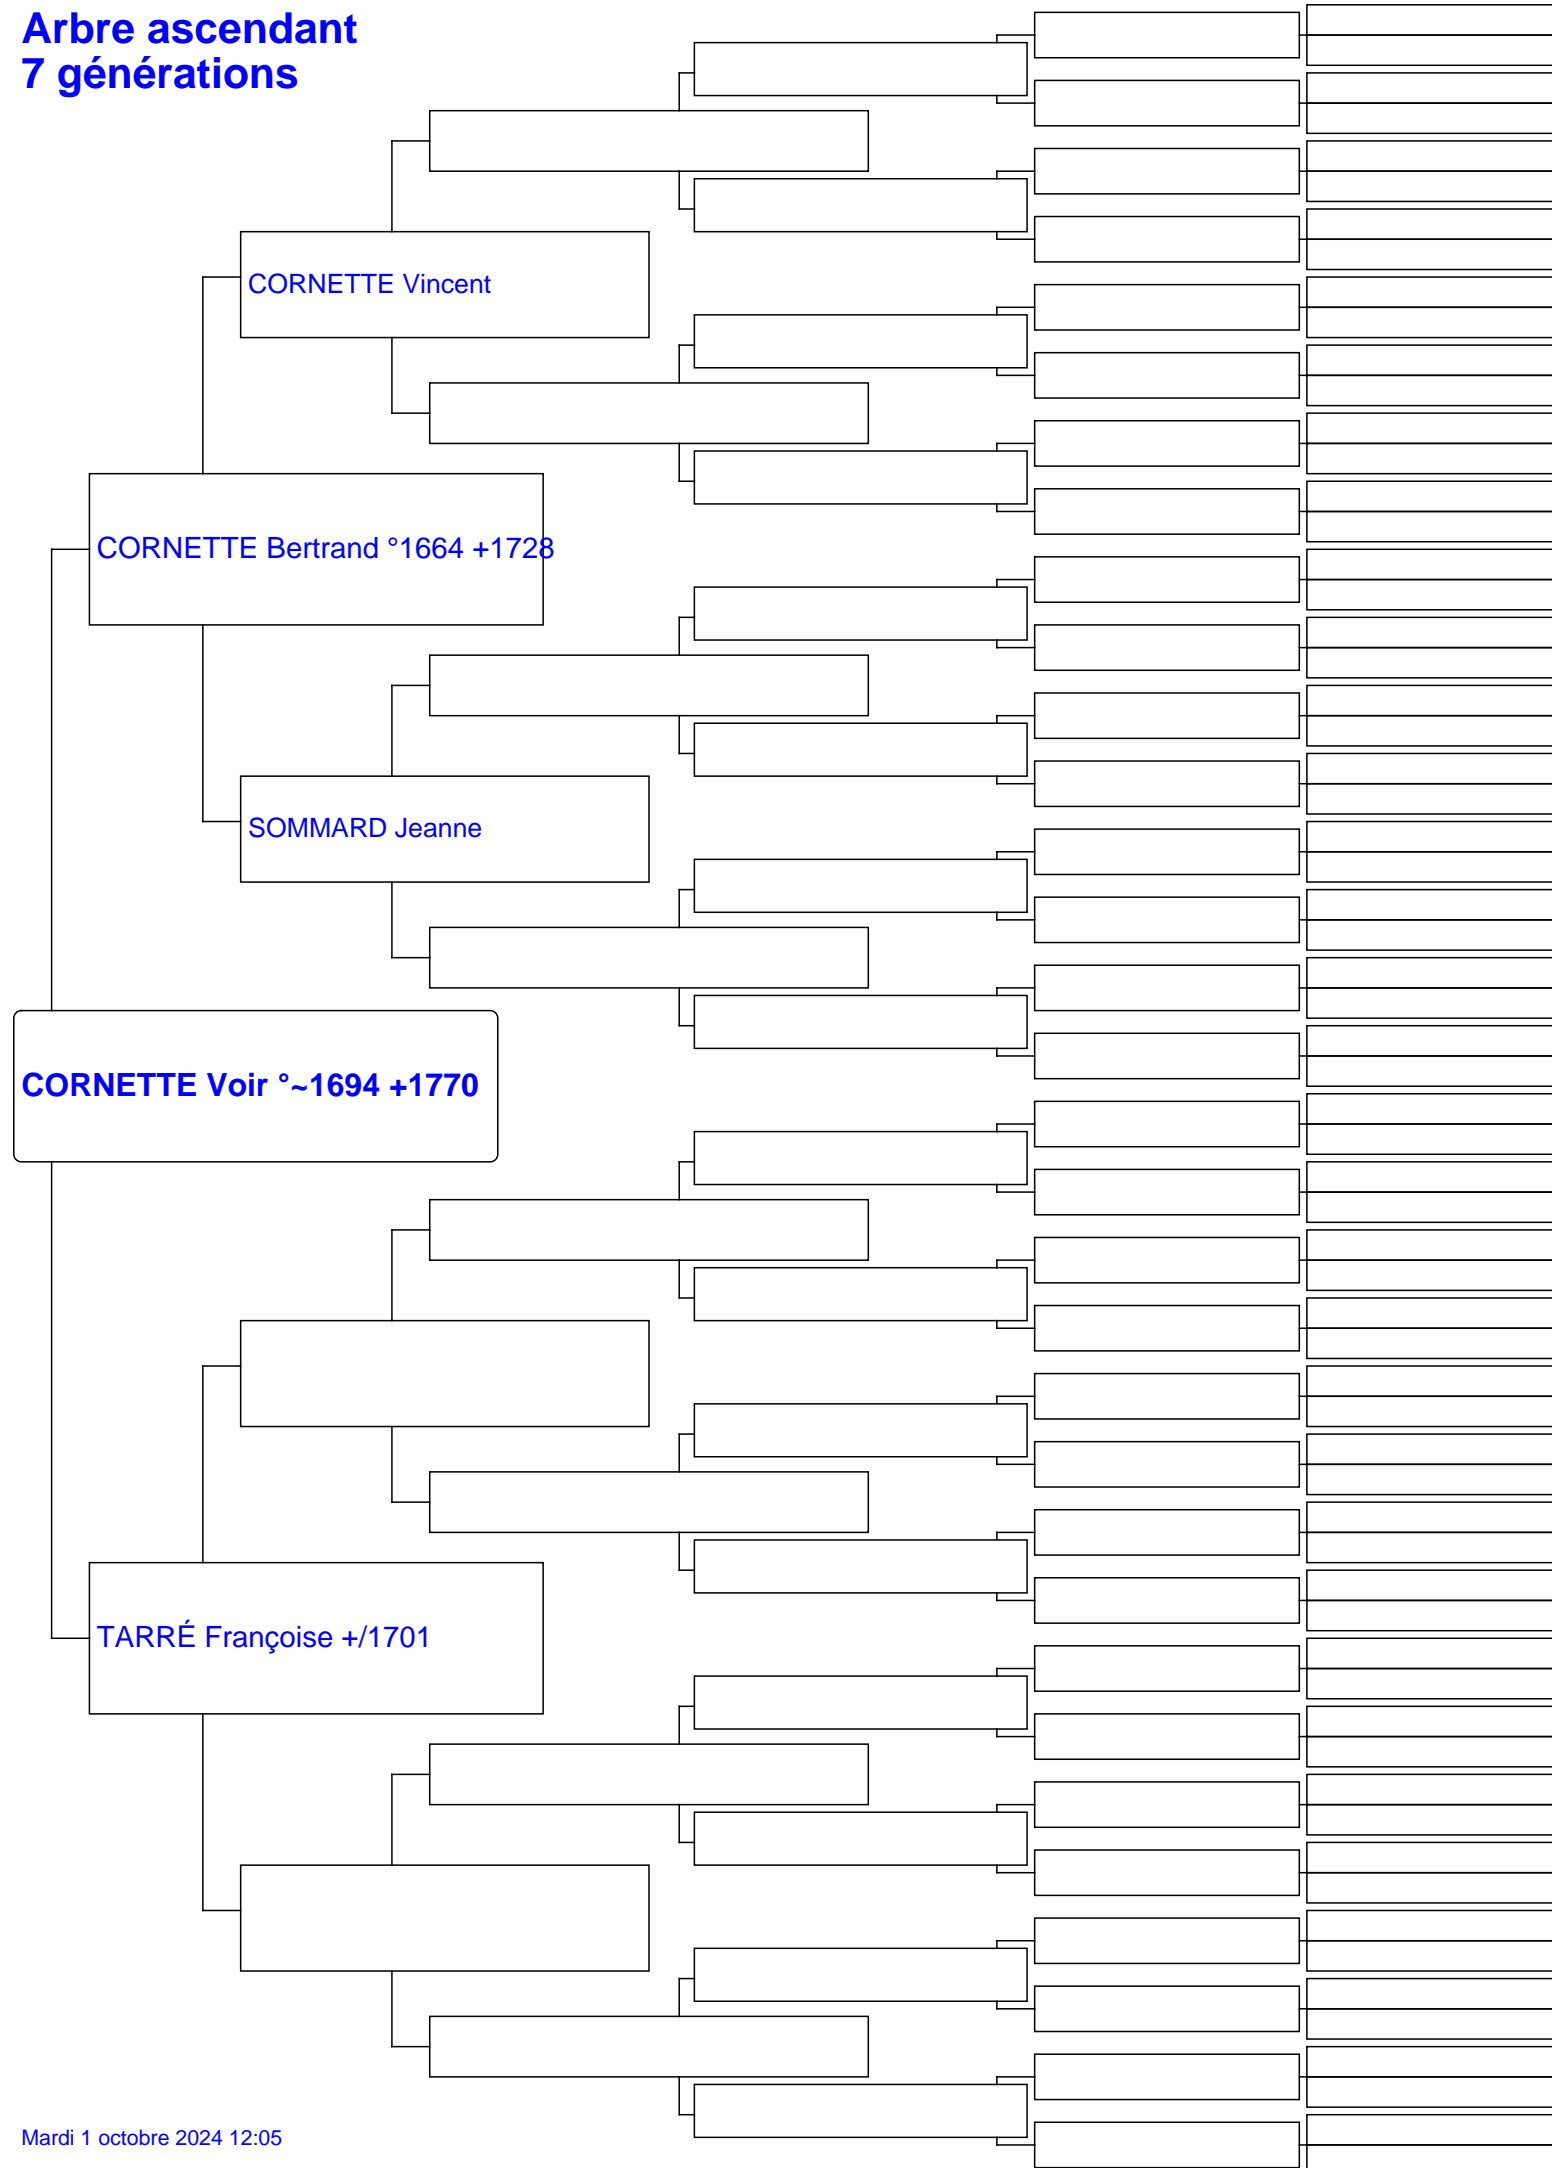 Arbre ascendant
7 générations
CORNETTE Vincent
CORNETTE Bertrand °1664 +1728
SOMMARD Jeanne
CORNETTE Voir °~1694 +1770
TARRÉ Françoise +/1701
Mardi 1 octobre 2024 12:05